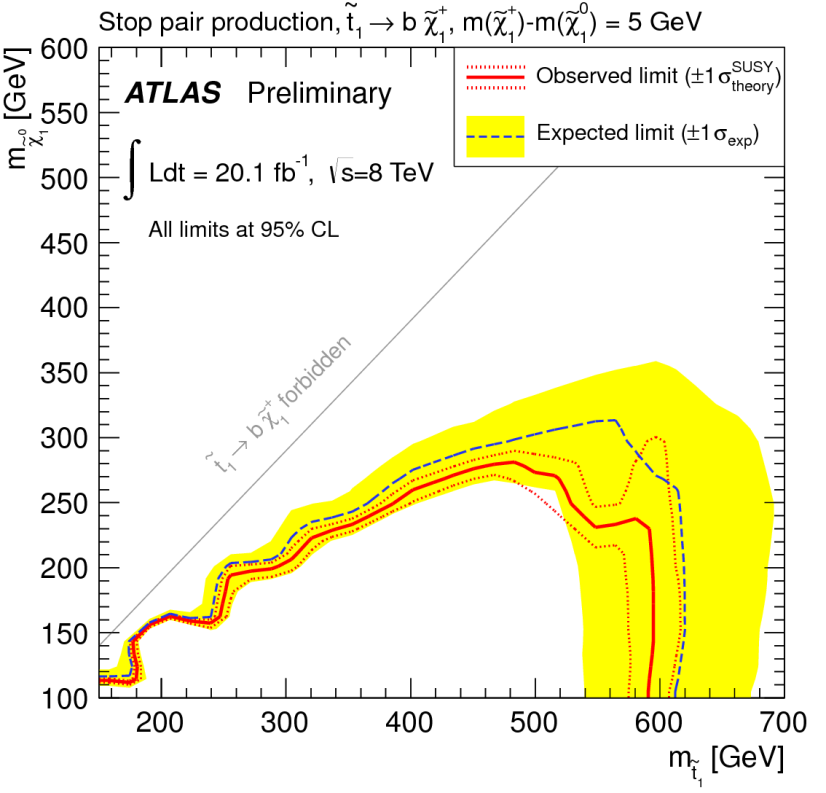 Stop pair production, t̃₁ → b χ̃₁⁺, m(χ̃₁⁺)-m(χ̃₁⁰) = 5 GeV
m_χ̃₁⁰ [GeV]
600
550
500
450
400
350
300
250
200
150
100
ATLAS Preliminary
∫ Ldt = 20.1 fb⁻¹, √s=8 TeV
All limits at 95% CL
Observed limit (±1 σ^SUSY_theory)
Expected limit (±1 σ_exp)
t̃₁ → b χ̃₁⁺ forbidden
200 300 400 500 600 700
m_t̃₁ [GeV]